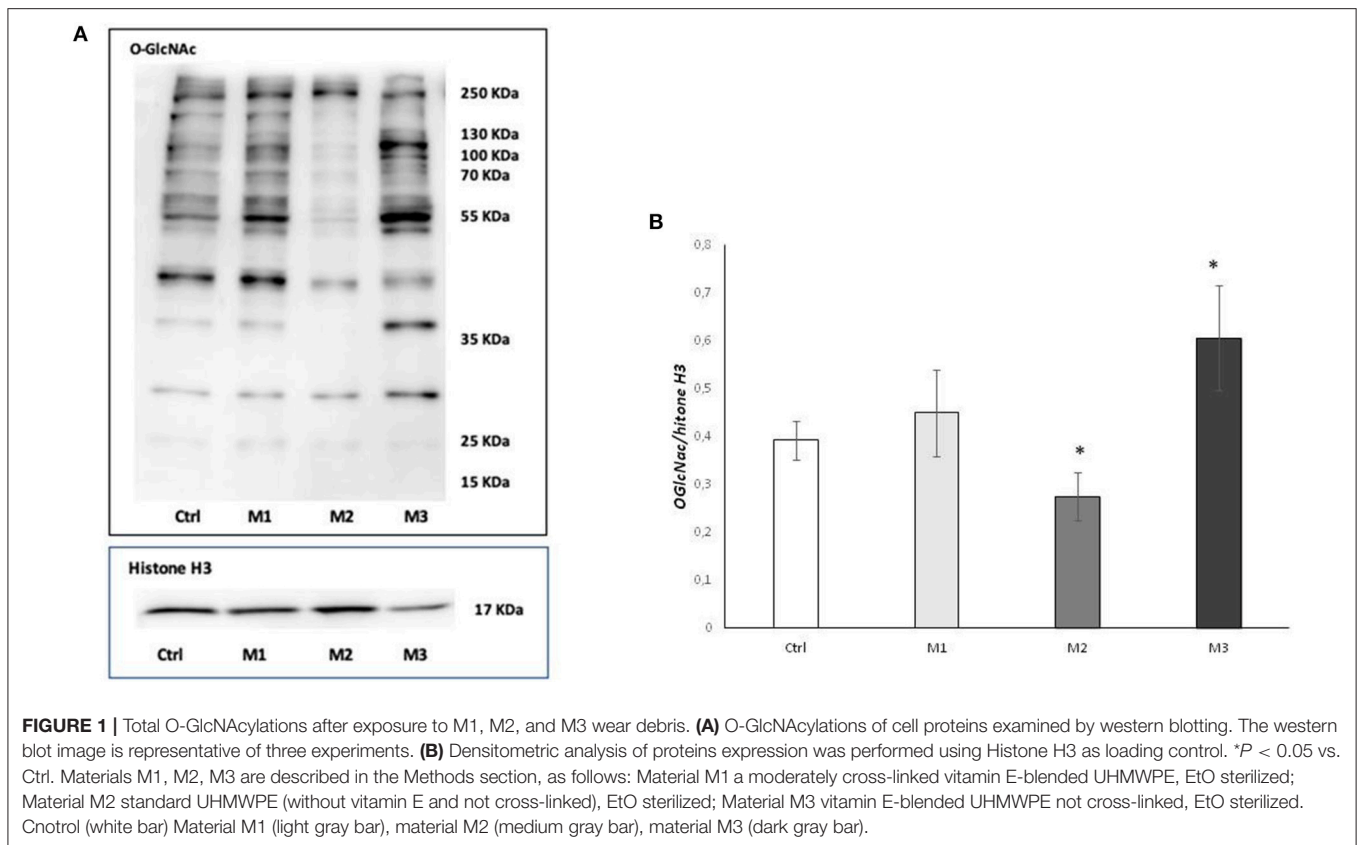 A
O-GlcNAc
250 KDa
130 KDa
100 KDa
70 KDa
55 KDa
35 KDa
25 KDa
15 KDa
Ctrl M1 M2 M3
Histone H3
17 KDa
Ctrl M1 M2 M3
B
OGlcNac/hitone H3
0,8
0,7
0,6
0,5
0,4
0,3
0,2
0,1
0
*
*
Ctrl M1 M2 M3
FIGURE 1 | Total O-GlcNAcylations after exposure to M1, M2, and M3 wear debris. (A) O-GlcNAcylations of cell proteins examined by western blotting. The western
blot image is representative of three experiments. (B) Densitometric analysis of proteins expression was performed using Histone H3 as loading control. *P < 0.05 vs.
Ctrl. Materials M1, M2, M3 are described in the Methods section, as follows: Material M1 a moderately cross-linked vitamin E-blended UHMWPE, EtO sterilized;
Material M2 standard UHMWPE (without vitamin E and not cross-linked), EtO sterilized; Material M3 vitamin E-blended UHMWPE not cross-linked, EtO sterilized.
Cnotrol (white bar) Material M1 (light gray bar), material M2 (medium gray bar), material M3 (dark gray bar).